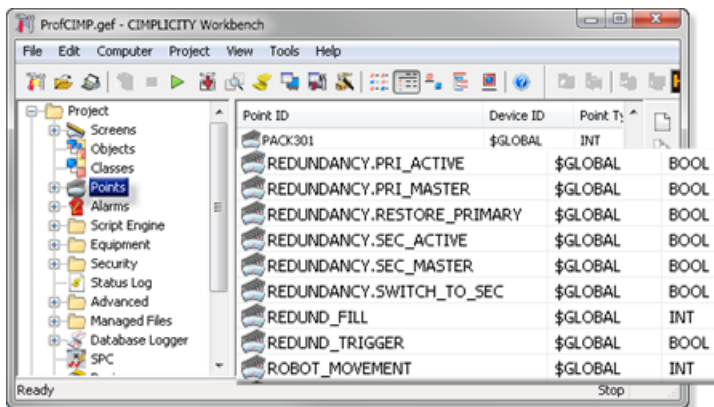 ProfCIMP.gef - CIMPLICITY Workbench
File Edit Computer Project View Tools Help
Project
Screens
Objects
Classes
Points
Alarms
Script Engine
Equipment
Security
Status Log
Advanced
Managed Files
Database Logger
SPC
Point ID Device ID Point Ty
PACK301 $GLOBAL INT
REDUNDANCY.PRI_ACTIVE $GLOBAL BOOL
REDUNDANCY.PRI_MASTER $GLOBAL BOOL
REDUNDANCY.RESTORE_PRIMARY $GLOBAL BOOL
REDUNDANCY.SEC_ACTIVE $GLOBAL BOOL
REDUNDANCY.SEC_MASTER $GLOBAL BOOL
REDUNDANCY.SWITCH_TO_SEC $GLOBAL BOOL
REDUND_FILL $GLOBAL INT
REDUND_TRIGGER $GLOBAL BOOL
ROBOT_MOVEMENT $GLOBAL INT
Ready Stop